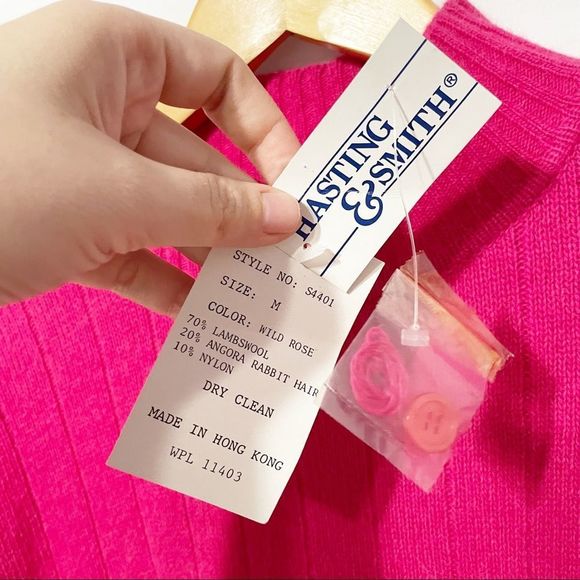 HASTING
& SMITH®
STYLE NO: S4401
SIZE: M
COLOR: WILD ROSE
70% LAMBSWOOL
20% ANGORA RABBIT HAIR
10% NYLON
DRY CLEAN
MADE IN HONG KONG
WPL 11403